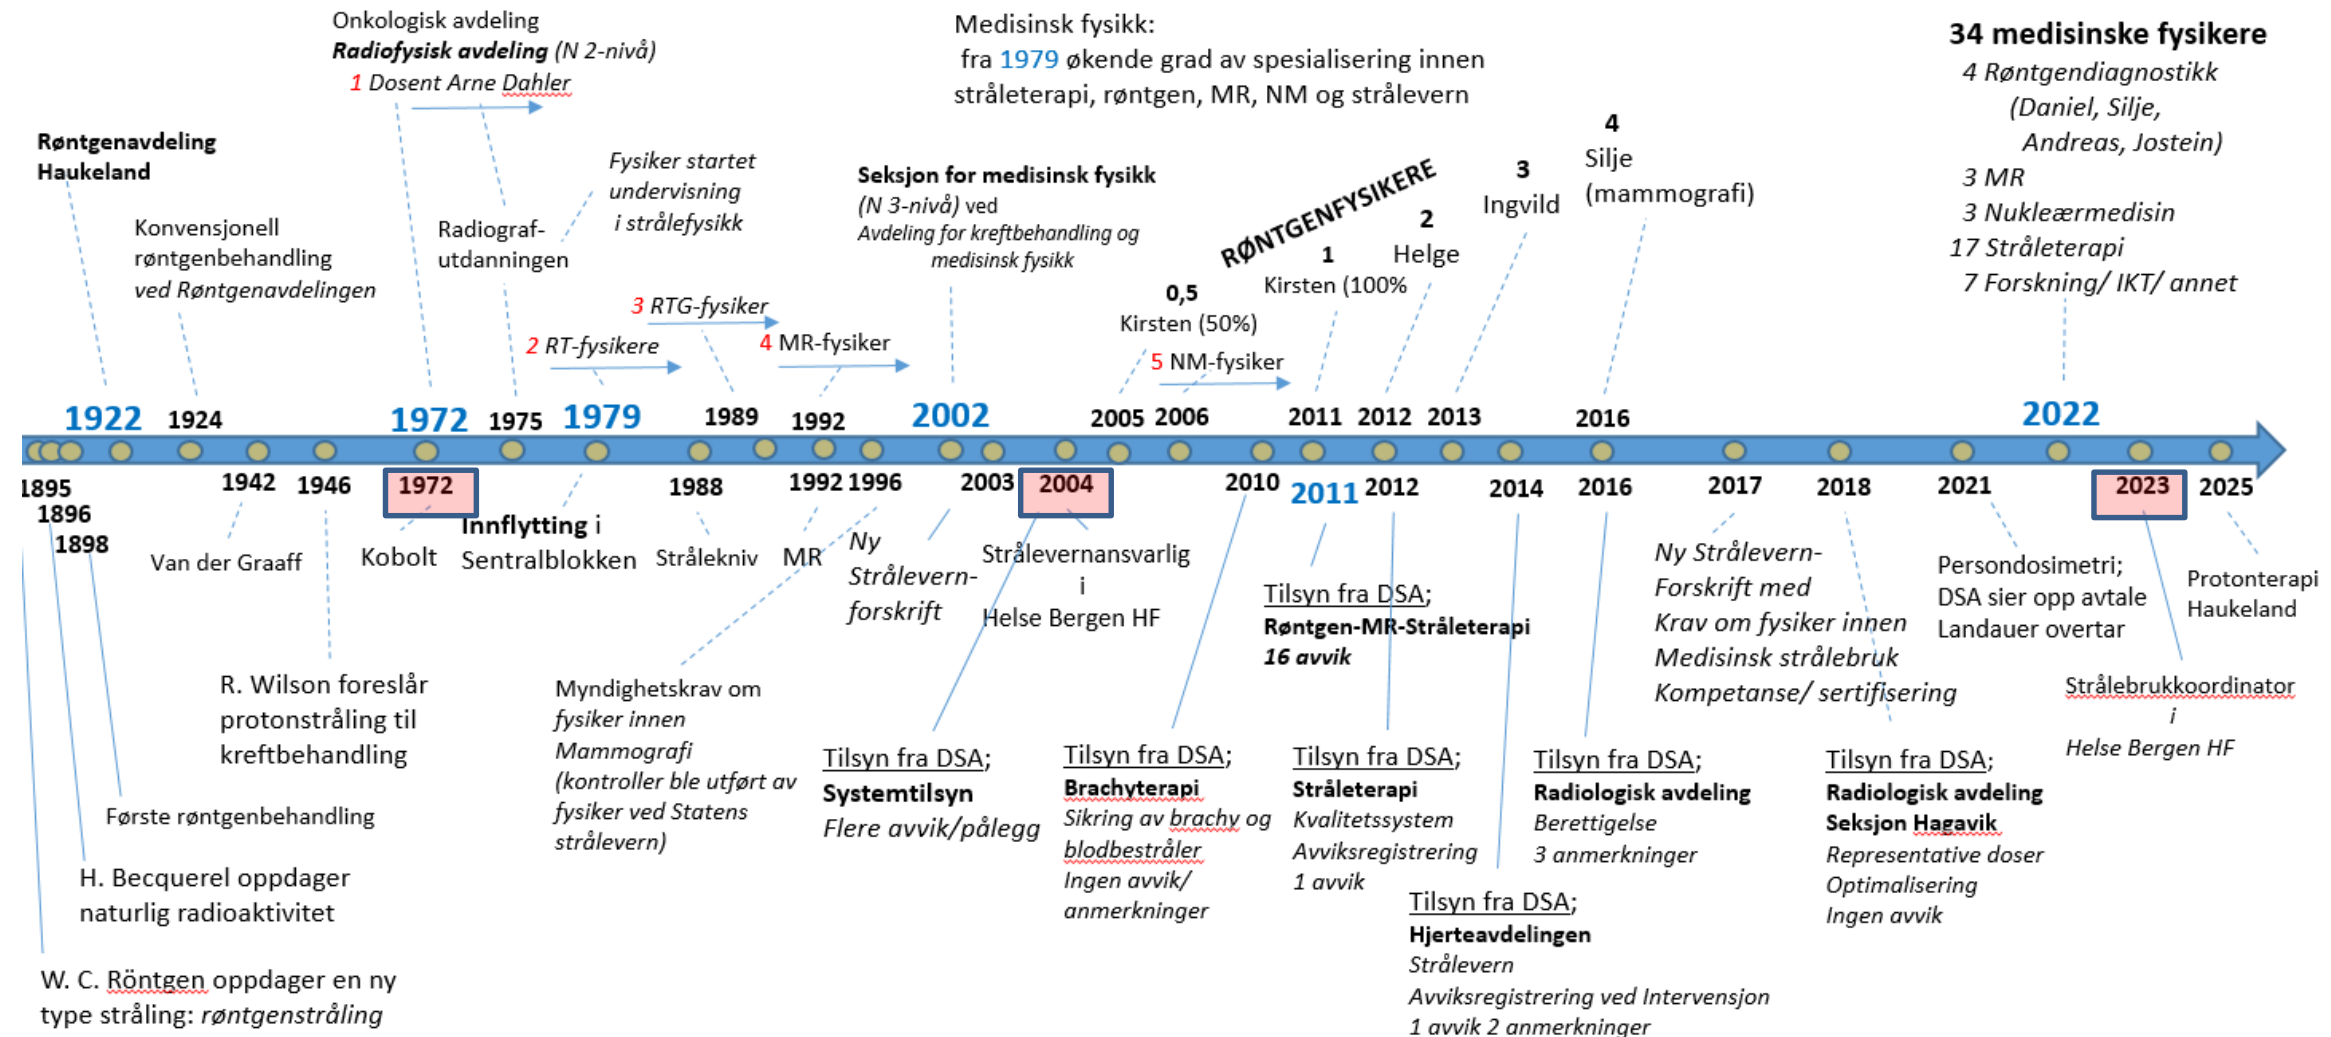 Onkologisk avdeling
Radiofysisk avdeling (N 2-nivå)
1 Dosent Arne Dahler
Medisinsk fysikk:
fra 1979 økende grad av spesialisering innen
stråleterapi, røntgen, MR, NM og strålevern
34 medisinske fysikere
4 Røntgendiagnostikk
(Daniel, Silje,
Andreas, Jostein)
3 MR
3 Nukleærmedisin
17 Stråleterapi
7 Forskning/ IKT/ annet
Røntgenavdeling
Haukeland
Konvensjonell
røntgenbehandling
ved Røntgenavdelingen
Radiograf-
utdanningen
Fysiker startet
undervisning
i strålefysikk
2 RT-fysikere
3 RTG-fysiker
4 MR-fysiker
Seksjon for medisinsk fysikk
(N 3-nivå) ved
Avdeling for kreftbehandling og
medisinsk fysikk
RØNTGENFYSIKERE
0,5
Kirsten (50%)
5 NM-fysiker
1
Kirsten (100%
2
Helge
3
Ingvild
4
Silje
(mammografi)
1922
1924
1972
1975
1979
1989
1992
2002
2005
2006
2011
2012
2013
2016
2022
1895
1896
1898
1942
1946
1972
1988
1992
1996
2003
2004
2010
2011
2012
2014
2016
2017
2018
2021
2023
2025
Van der Graaff
Kobolt
Innflytting i
Sentralblokken
Strålekniv
MR
Ny
Strålevern-
forskrift
Strålevernansvarlig
i
Helse Bergen HF
Tilsyn fra DSA;
Røntgen-MR-Stråleterapi
16 avvik
Ny Strålevern-
Forskrift med
Krav om fysiker innen
Medisinsk strålebruk
Kompetanse/ sertifisering
Persondosimetri;
DSA sier opp avtale
Landauer overtar
Protonterapi
Haukeland
Strålebrukkoordinator
i
Helse Bergen HF
R. Wilson foreslår
protonstråling til
kreftbehandling
Myndighetskrav om
fysiker innen
Mammografi
(kontroller ble utført av
fysiker ved Statens
strålevern)
Tilsyn fra DSA;
Systemtilsyn
Flere avvik/pålegg
Tilsyn fra DSA;
Brachyterapi
Sikring av brachy og
blodbestråler
Ingen avvik/
anmerkninger
Tilsyn fra DSA;
Stråleterapi
Kvalitetssystem
Avviksregistrering
1 avvik
Tilsyn fra DSA;
Hjerteavdelingen
Strålevern
Avviksregistrering ved Intervensjon
1 avvik 2 anmerkninger
Tilsyn fra DSA;
Radiologisk avdeling
Berettigelse
3 anmerkninger
Tilsyn fra DSA;
Radiologisk avdeling
Seksjon Hagavik
Representative doser
Optimalisering
Ingen avvik
Første røntgenbehandling
H. Becquerel oppdager
naturlig radioaktivitet
W. C. Röntgen oppdager en ny
type stråling: røntgenstråling